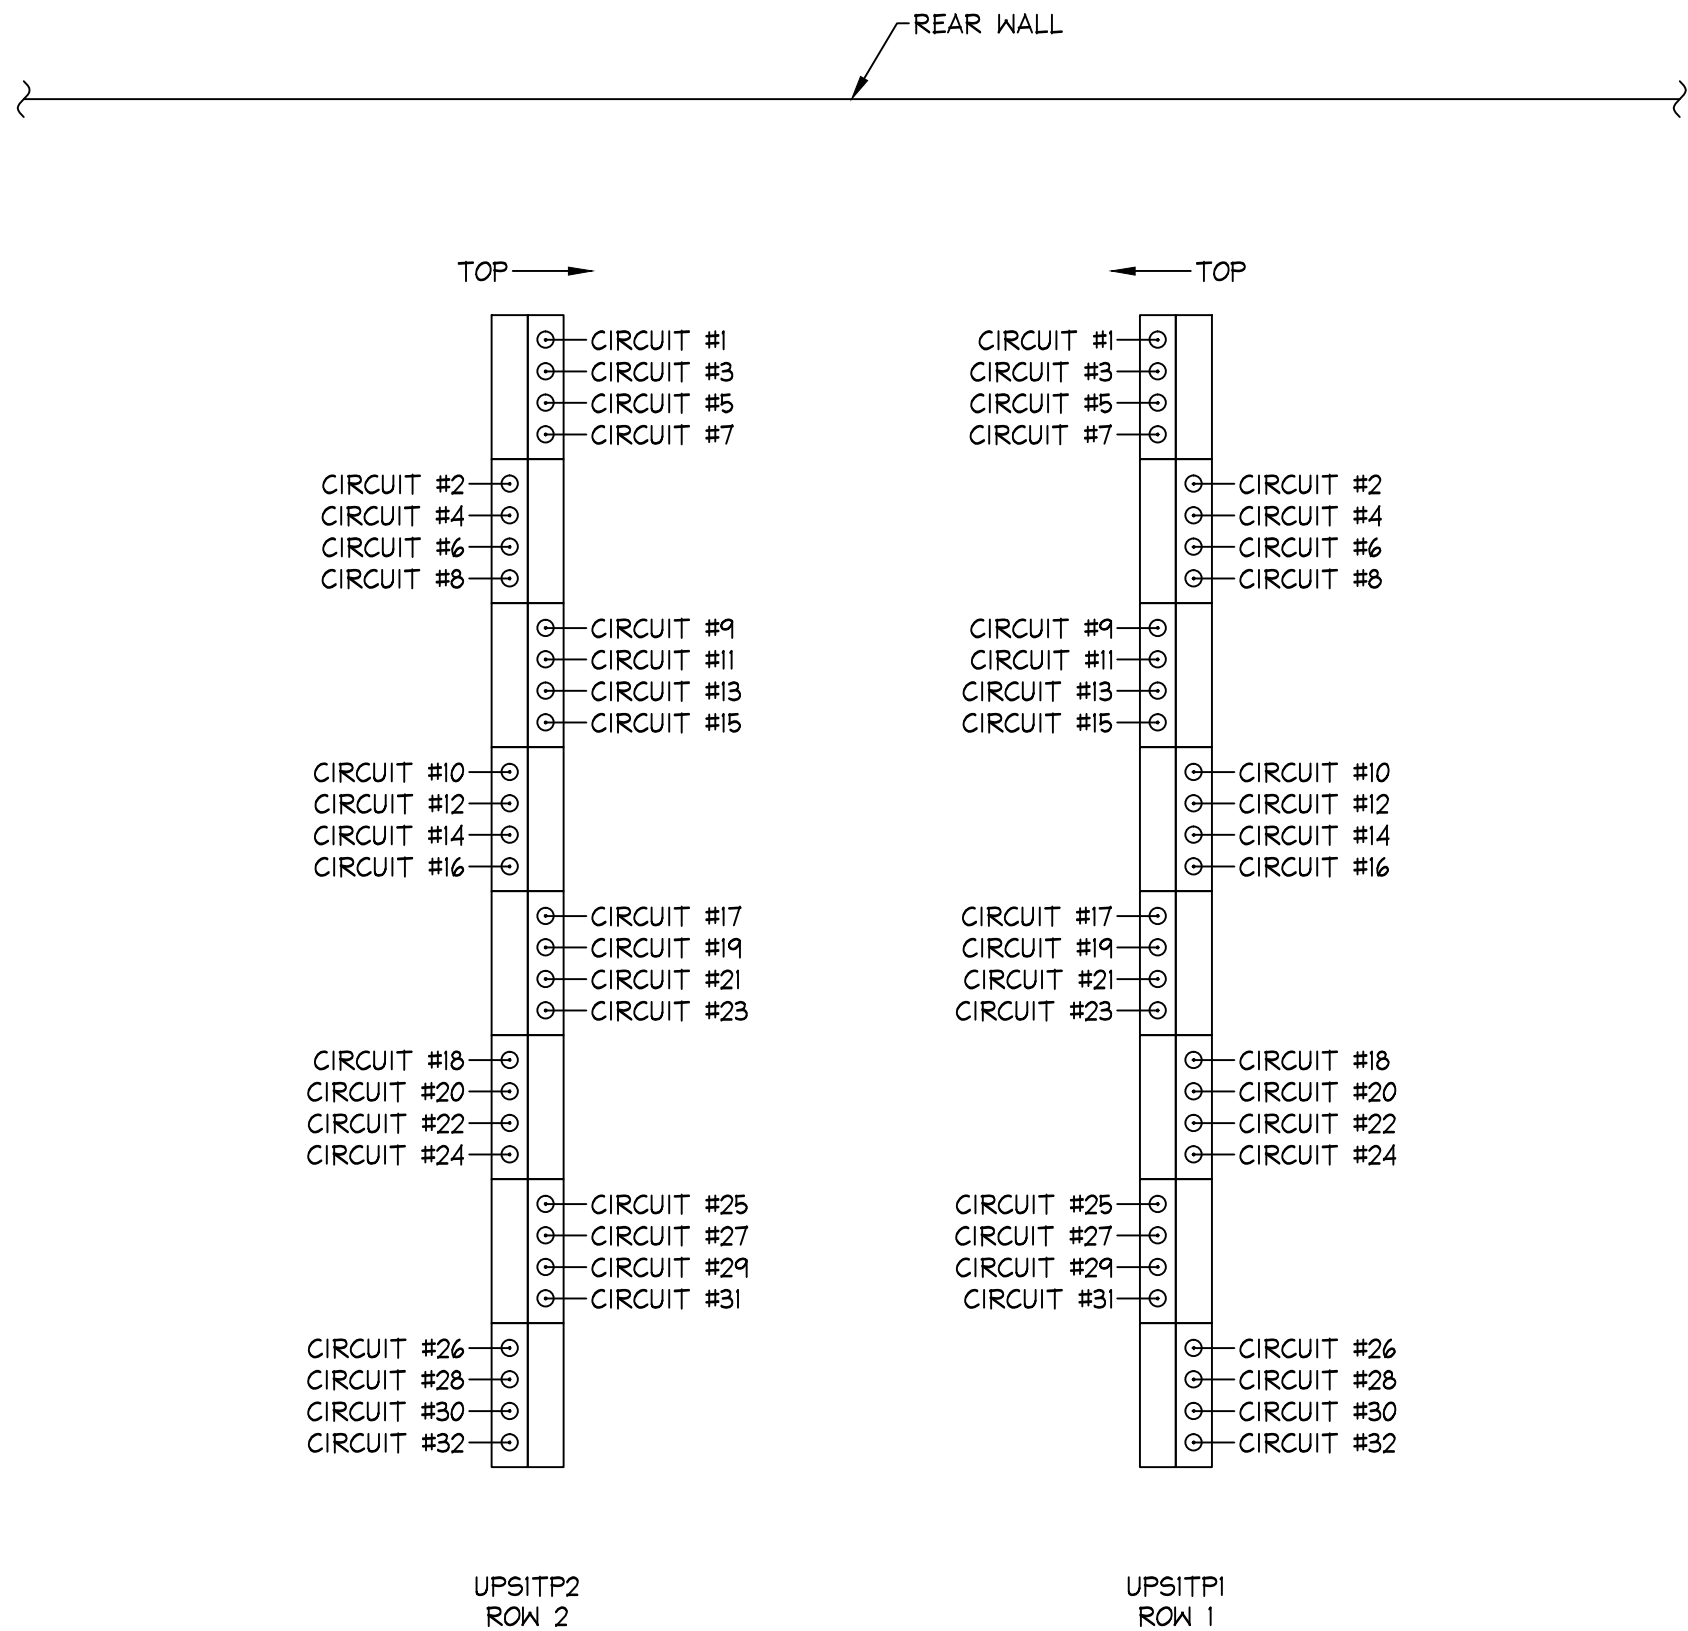 REAR WALL
TOP
TOP
CIRCUIT #1
CIRCUIT #3
CIRCUIT #5
CIRCUIT #7
CIRCUIT #2
CIRCUIT #4
CIRCUIT #6
CIRCUIT #8
CIRCUIT #9
CIRCUIT #11
CIRCUIT #13
CIRCUIT #15
CIRCUIT #10
CIRCUIT #12
CIRCUIT #14
CIRCUIT #16
CIRCUIT #17
CIRCUIT #19
CIRCUIT #21
CIRCUIT #23
CIRCUIT #18
CIRCUIT #20
CIRCUIT #22
CIRCUIT #24
CIRCUIT #25
CIRCUIT #27
CIRCUIT #29
CIRCUIT #31
CIRCUIT #26
CIRCUIT #28
CIRCUIT #30
CIRCUIT #32
UPS1TP2
ROW 2
CIRCUIT #1
CIRCUIT #3
CIRCUIT #5
CIRCUIT #7
CIRCUIT #2
CIRCUIT #4
CIRCUIT #6
CIRCUIT #8
CIRCUIT #9
CIRCUIT #11
CIRCUIT #13
CIRCUIT #15
CIRCUIT #10
CIRCUIT #12
CIRCUIT #14
CIRCUIT #16
CIRCUIT #17
CIRCUIT #19
CIRCUIT #21
CIRCUIT #23
CIRCUIT #18
CIRCUIT #20
CIRCUIT #22
CIRCUIT #24
CIRCUIT #25
CIRCUIT #27
CIRCUIT #29
CIRCUIT #31
CIRCUIT #26
CIRCUIT #28
CIRCUIT #30
CIRCUIT #32
UPS1TP1
ROW 1